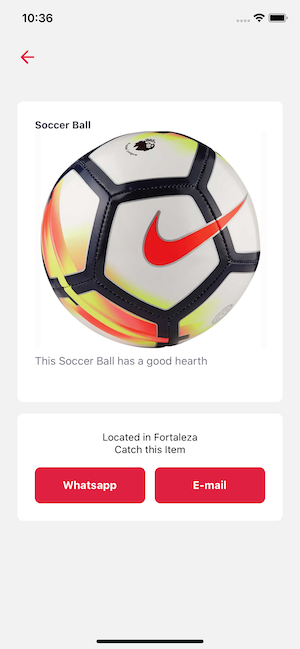 10:36
Soccer Ball
This Soccer Ball has a good hearth
Located in Fortaleza
Catch this Item
Whatsapp
E-mail